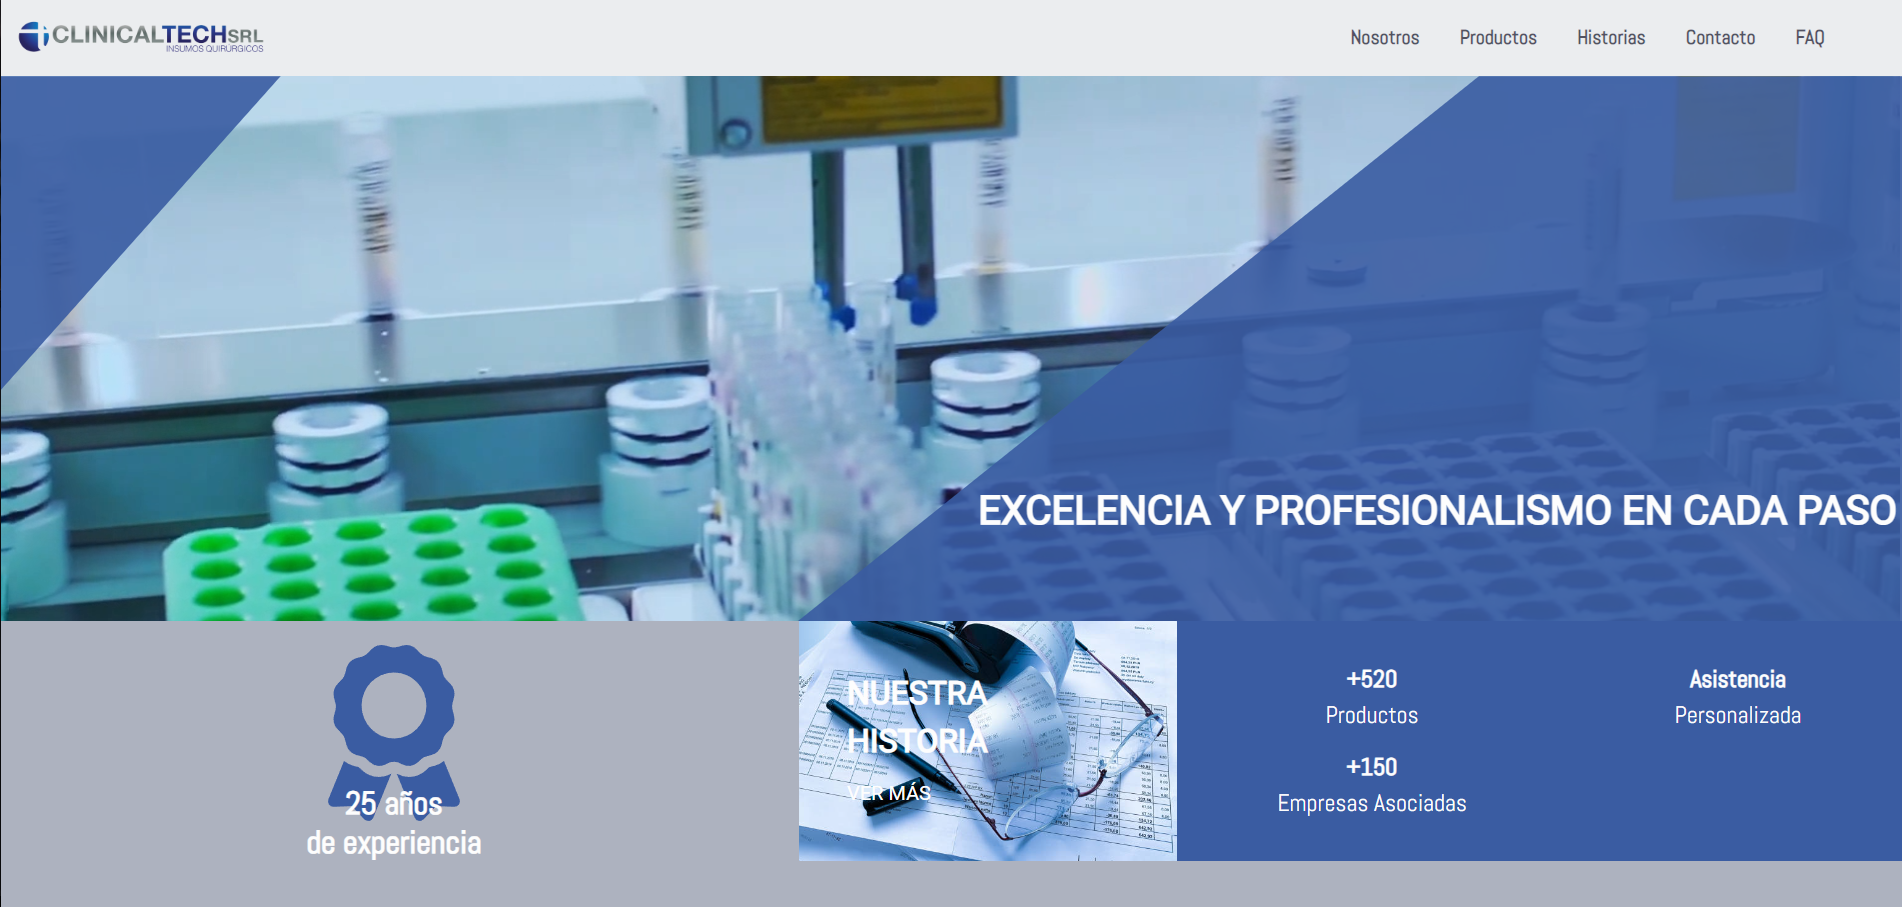 CLINICALTECHSRL
INSUMOS QUIRÚRGICOS
Nosotros Productos Historias Contacto FAQ
EXCELENCIA Y PROFESIONALISMO EN CADA PASO
25 años
de experiencia
NUESTRA
HISTORIA
VER MÁS
+520
Productos
+150
Empresas Asociadas
Asistencia
Personalizada